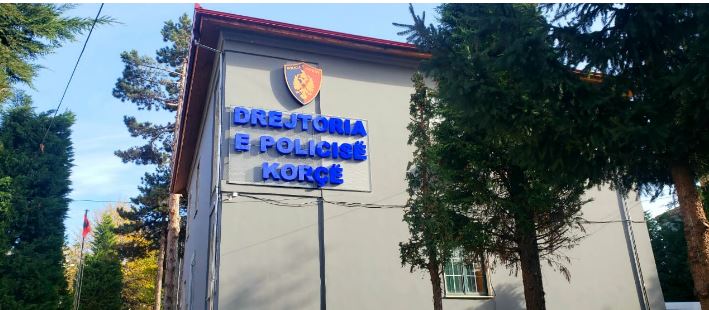 DREJTORIA
E POLICISË
KORÇË